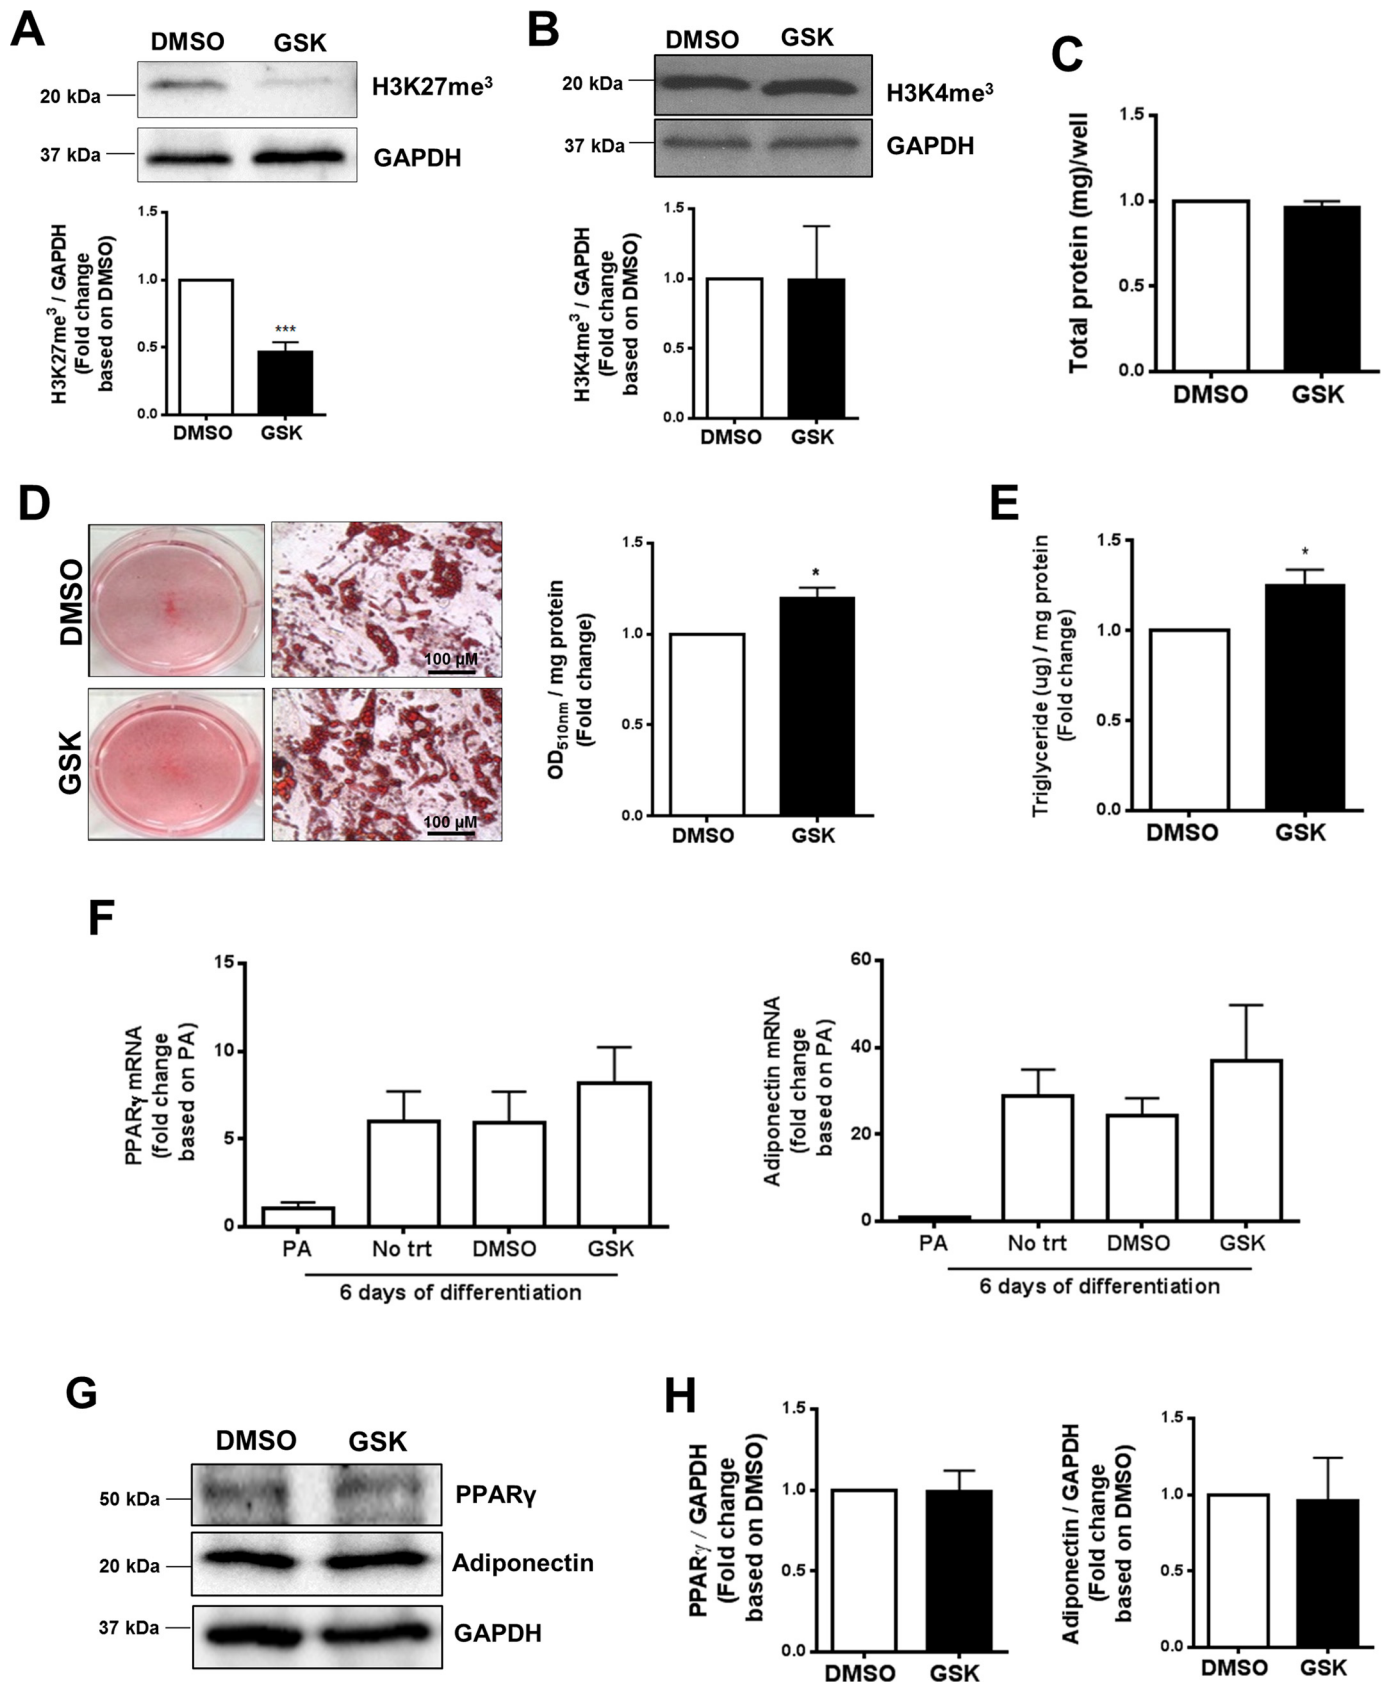 A
DMSO GSK
20 kDa
H3K27me³
37 kDa
GAPDH
H3K27me³ / GAPDH
(Fold change
based on DMSO)
1.5
1.0
0.5
0.0
***
DMSO GSK
B
DMSO GSK
20 kDa
H3K4me³
37 kDa
GAPDH
H3K4me³ / GAPDH
(Fold change
based on DMSO)
1.5
1.0
0.5
0.0
DMSO GSK
C
Total protein (mg)/well
1.5
1.0
0.5
0.0
DMSO GSK
D
DMSO
100 µM
GSK
100 µM
OD510nm / mg protein
(Fold change)
1.5
1.0
0.5
0.0
*
DMSO GSK
E
Triglyceride (ug) / mg protein
(Fold change)
1.5
1.0
0.5
0.0
*
DMSO GSK
F
PPARγ mRNA
(fold change
based on PA)
15
10
5
0
PA No trt DMSO GSK
6 days of differentiation
Adiponectin mRNA
(fold change
based on PA)
60
40
20
0
PA No trt DMSO GSK
6 days of differentiation
G
DMSO GSK
50 kDa
PPARγ
20 kDa
Adiponectin
37 kDa
GAPDH
H
PPARγ / GAPDH
(Fold change
based on DMSO)
1.5
1.0
0.5
0.0
DMSO GSK
Adiponectin / GAPDH
(Fold change
based on DMSO)
1.5
1.0
0.5
0.0
DMSO GSK